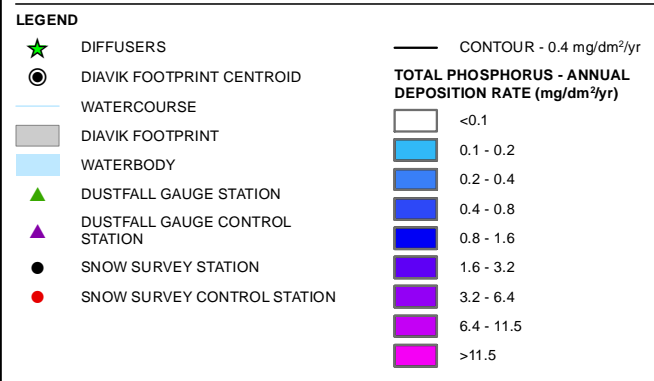 LEGEND
DIFFUSERS
DIAVIK FOOTPRINT CENTROID
WATERCOURSE
DIAVIK FOOTPRINT
WATERBODY
DUSTFALL GAUGE STATION
DUSTFALL GAUGE CONTROL
STATION
SNOW SURVEY STATION
SNOW SURVEY CONTROL STATION
CONTOUR - 0.4 mg/dm²/yr
TOTAL PHOSPHORUS - ANNUAL
DEPOSITION RATE (mg/dm²/yr)
<0.1
0.1 - 0.2
0.2 - 0.4
0.4 - 0.8
0.8 - 1.6
1.6 - 3.2
3.2 - 6.4
6.4 - 11.5
>11.5